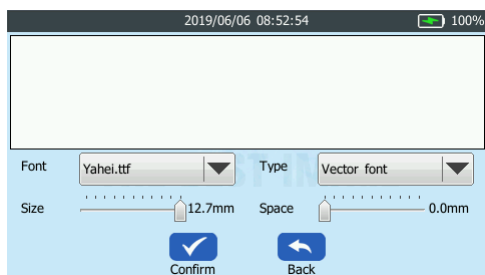 2019/06/06 08:52:54 100%
Font Yahei.ttf Type Vector font
Size 12.7mm Space 0.0mm
Confirm Back